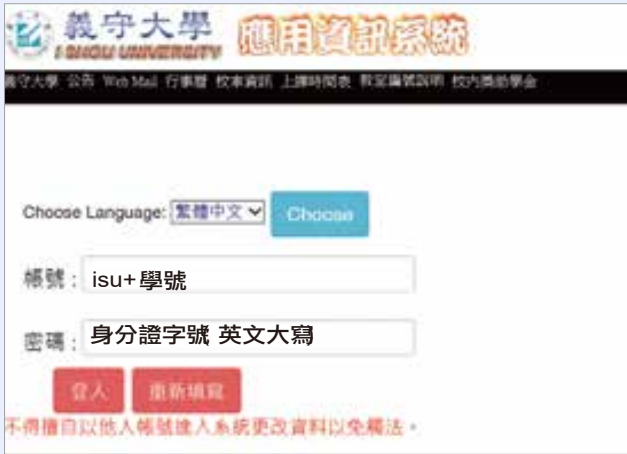 義守大學 應用資訊系統
I-SHOU UNIVERSITY
義守大學 公告 Web Mail 行事曆 校本資訊 上課時間表 教室編號說明 校內獎助學金
Choose Language: 繁體中文 Choose
帳號: isu+學號
密碼: 身分證字號 英文大寫
登入 重新填寫
不得擅自以他人帳號進入系統更改資料以免觸法。